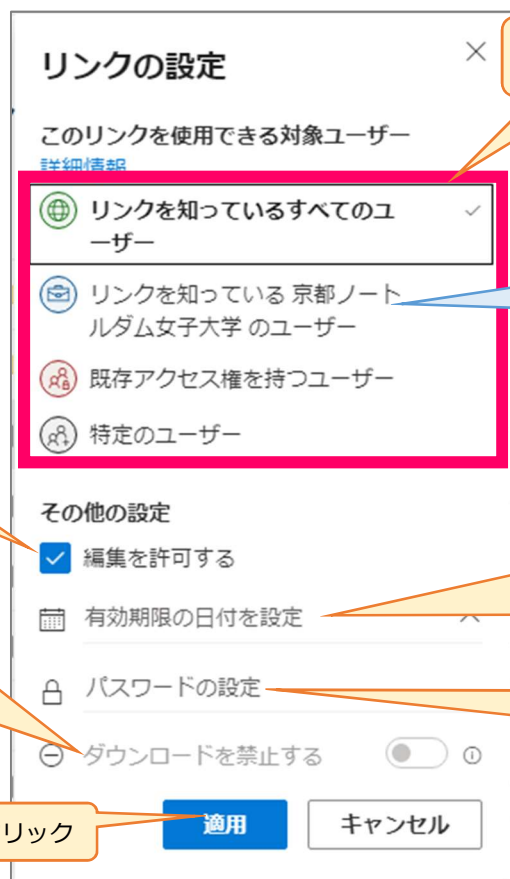 リンクの設定
このリンクを使用できる対象ユーザー
詳細情報
リンクを知っているすべてのユ
ーザー
リンクを知っている 京都ノート
ルダム女子大学 のユーザー
既存アクセス権を持つユーザー
特定のユーザー
その他の設定
編集を許可する
有効期限の日付を設定
パスワードの設定
ダウンロードを禁止する
リック
適用
キャンセル